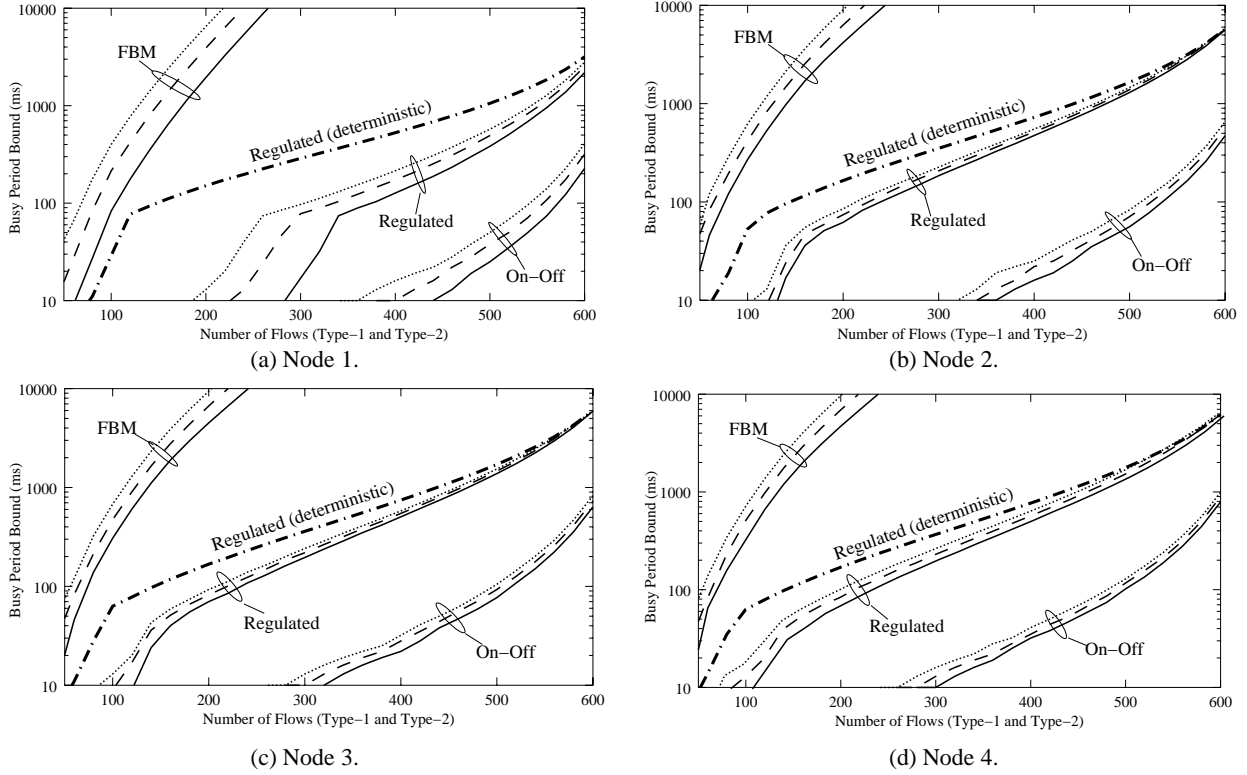 10000
1000
100
10
Busy Period Bound (ms)
FBM
Regulated (deterministic)
Regulated
On−Off
100 200 300 400 500 600
Number of Flows (Type−1 and Type−2)
(a) Node 1.
10000
1000
100
10
Busy Period Bound (ms)
FBM
Regulated (deterministic)
Regulated
On−Off
100 200 300 400 500 600
Number of Flows (Type−1 and Type−2)
(b) Node 2.
10000
1000
100
10
Busy Period Bound (ms)
FBM
Regulated (deterministic)
Regulated
On−Off
100 200 300 400 500 600
Number of Flows (Type−1 and Type−2)
(c) Node 3.
10000
1000
100
10
Busy Period Bound (ms)
FBM
Regulated (deterministic)
Regulated
On−Off
100 200 300 400 500 600
Number of Flows (Type−1 and Type−2)
(d) Node 4.